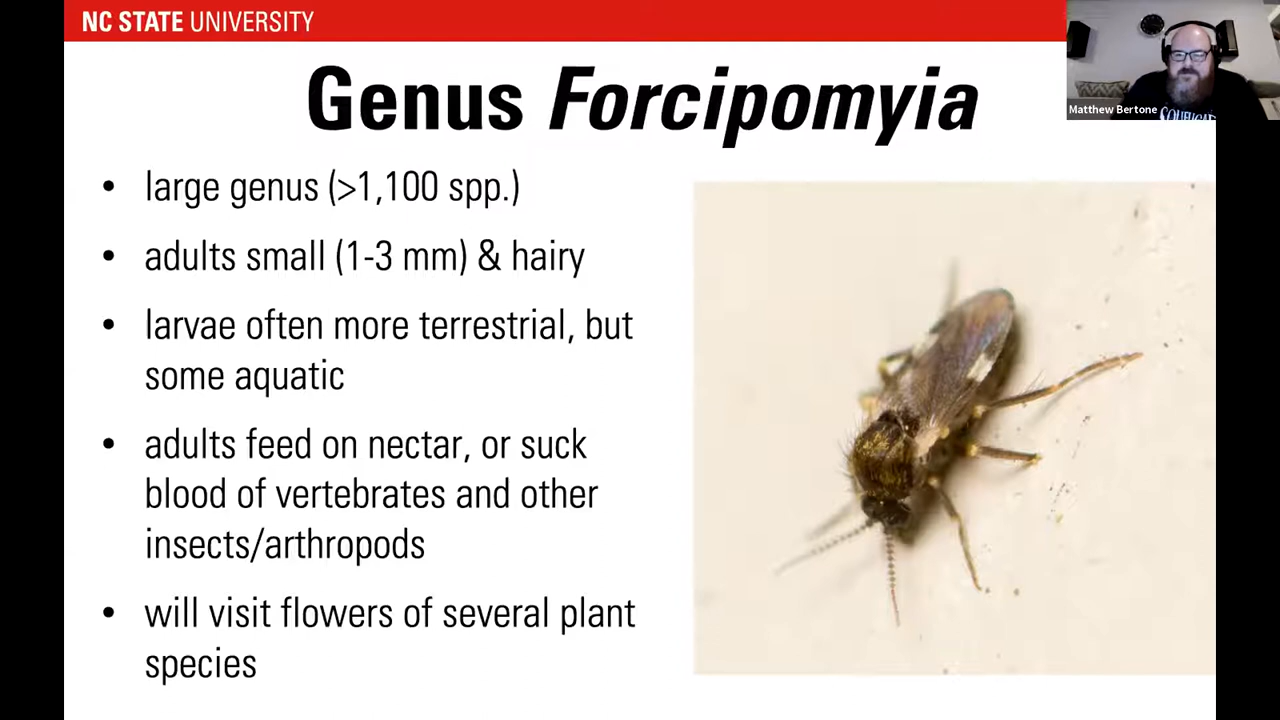 NC STATE UNIVERSITY
Genus Forcipomyia
Matthew Bertone
• large genus (>1,100 spp.)
• adults small (1-3 mm) & hairy
• larvae often more terrestrial, but
some aquatic
• adults feed on nectar, or suck
blood of vertebrates and other
insects/arthropods
• will visit flowers of several plant
species